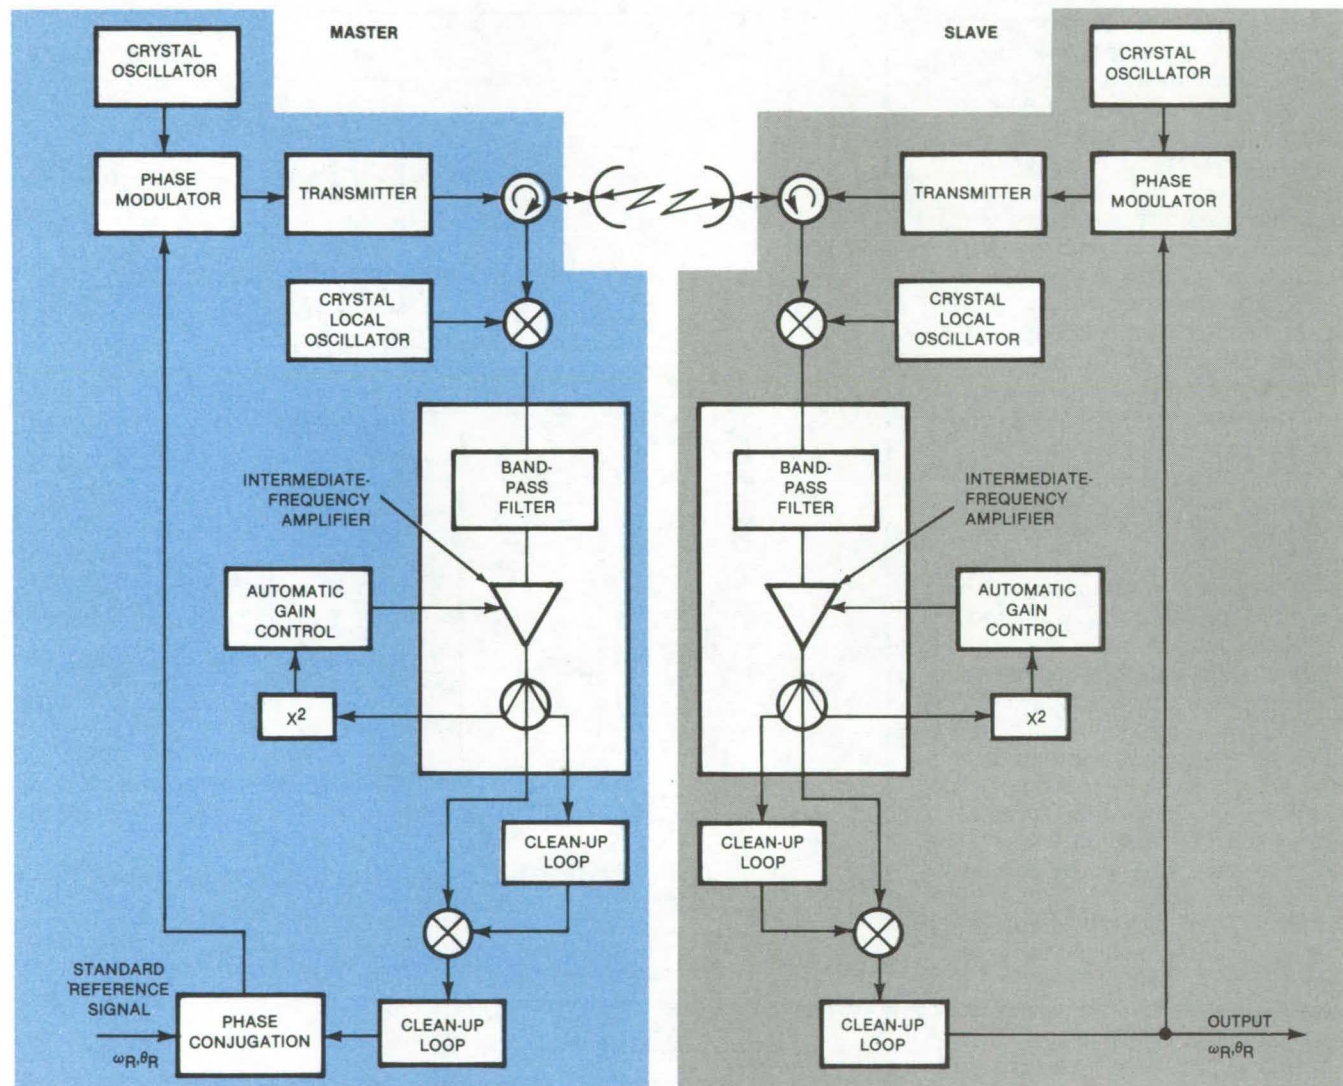 MASTER
SLAVE
CRYSTAL
OSCILLATOR
PHASE
MODULATOR
TRANSMITTER
CRYSTAL
LOCAL
OSCILLATOR
BAND-
PASS
FILTER
INTERMEDIATE-
FREQUENCY
AMPLIFIER
AUTOMATIC
GAIN
CONTROL
X²
CLEAN-UP
LOOP
STANDARD
REFERENCE
SIGNAL
ωR,θR
PHASE
CONJUGATION
CLEAN-UP
LOOP
CRYSTAL
OSCILLATOR
TRANSMITTER
PHASE
MODULATOR
CRYSTAL
LOCAL
OSCILLATOR
BAND-
PASS
FILTER
INTERMEDIATE-
FREQUENCY
AMPLIFIER
AUTOMATIC
GAIN
CONTROL
X²
CLEAN-UP
LOOP
CLEAN-UP
LOOP
OUTPUT
ωR,θR